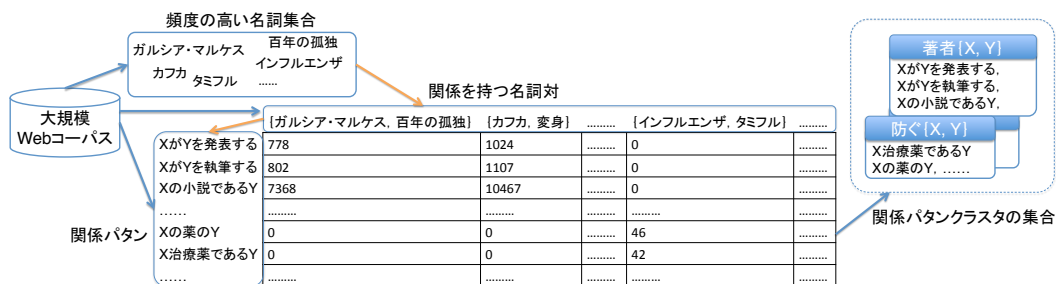 頻度の高い名詞集合
ガルシア・マルケス
百年の孤独
カフカ
インフルエンザ
タミフル
......
大規模
Webコーパス
関係を持つ名詞対
{ガルシア・マルケス, 百年の孤独} {カフカ, 変身} ......... {インフルエンザ, タミフル} .........
XがYを発表する 778 1024 ......... 0 .........
XがYを執筆する 802 1107 ......... 0 .........
Xの小説であるY 7368 10467 ......... 0 .........
...... ......... ......... ......... ......... .........
Xの薬のY 0 0 ......... 46 .........
X治療薬であるY 0 0 ......... 42 .........
...... ......... ......... ......... ......... .........
関係パタン
著者{X, Y}
XがYを発表する,
XがYを執筆する,
Xの小説であるY,
防ぐ{X, Y}
X治療薬であるY
Xの薬のY, ......
関係パタンクラスタの集合